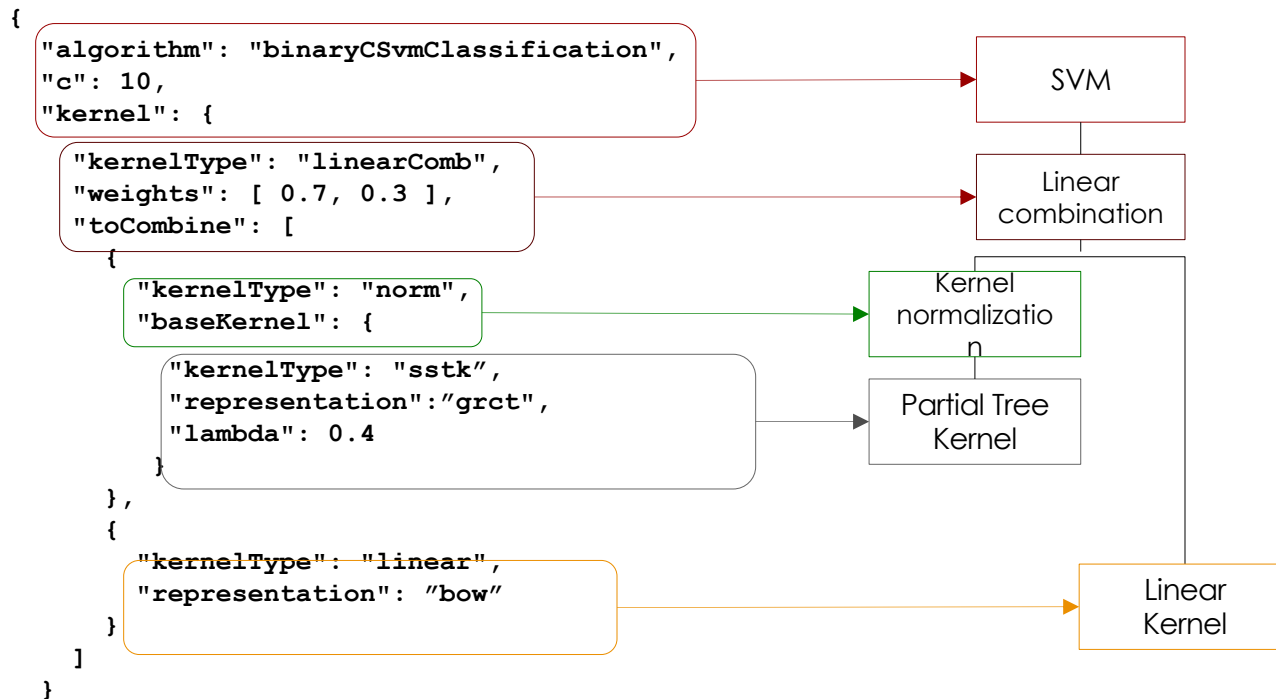 {
"algorithm": "binaryCSvmClassification",
"c": 10,
"kernel": {
"kernelType": "linearComb",
"weights": [ 0.7, 0.3 ],
"toCombine": [
{
"kernelType": "norm",
"baseKernel": {
"kernelType": "sstk”,
"representation":”grct",
"lambda": 0.4
}
},
{
"kernelType": "linear",
"representation": ”bow”
}
]
}
SVM
Linear
combination
Kernel
normalizatio
n
Partial Tree
Kernel
Linear
Kernel